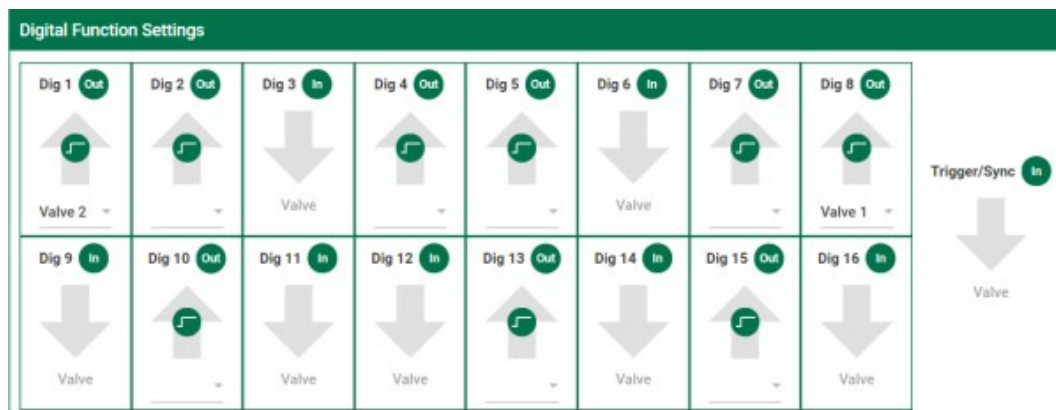 Digital Function Settings
Dig 1 Out Dig 2 Out Dig 3 In Dig 4 Out Dig 5 Out Dig 6 In Dig 7 Out Dig 8 Out
Valve 2 Valve Valve Valve 1
Trigger/Sync In
Valve
Dig 9 In Dig 10 Out Dig 11 In Dig 12 In Dig 13 Out Dig 14 In Dig 15 Out Dig 16 In
Valve Valve Valve Valve Valve